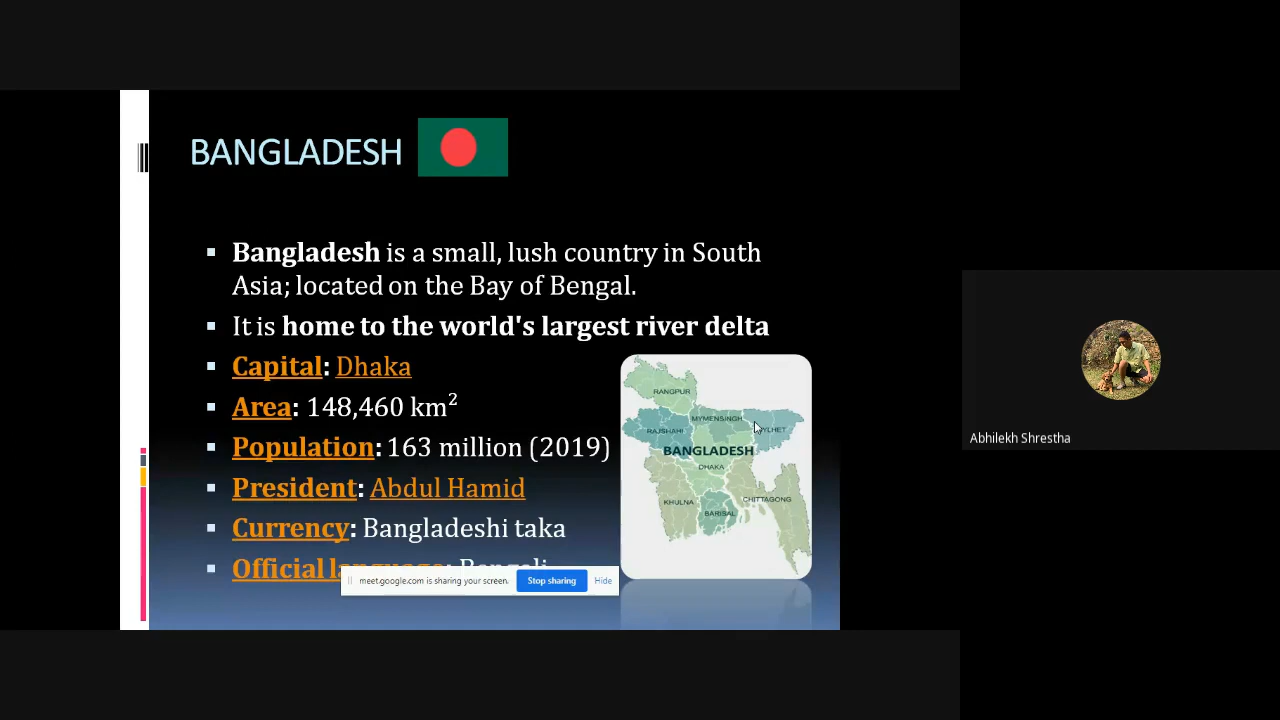 BANGLADESH
Bangladesh is a small, lush country in South
Asia; located on the Bay of Bengal.
It is home to the world's largest river delta
Capital: Dhaka
Area: 148,460 km²
Population: 163 million (2019)
President: Abdul Hamid
Currency: Bangladeshi taka
Official language: Bengali
meet.google.com is sharing your screen. Stop sharing Hide
RANGPUR
MYMENSINGH
RAJSHAHI
SYLHET
BANGLADESH
DHAKA
KHULNA
CHITTAGONG
BARISAL
Abhilekh Shrestha